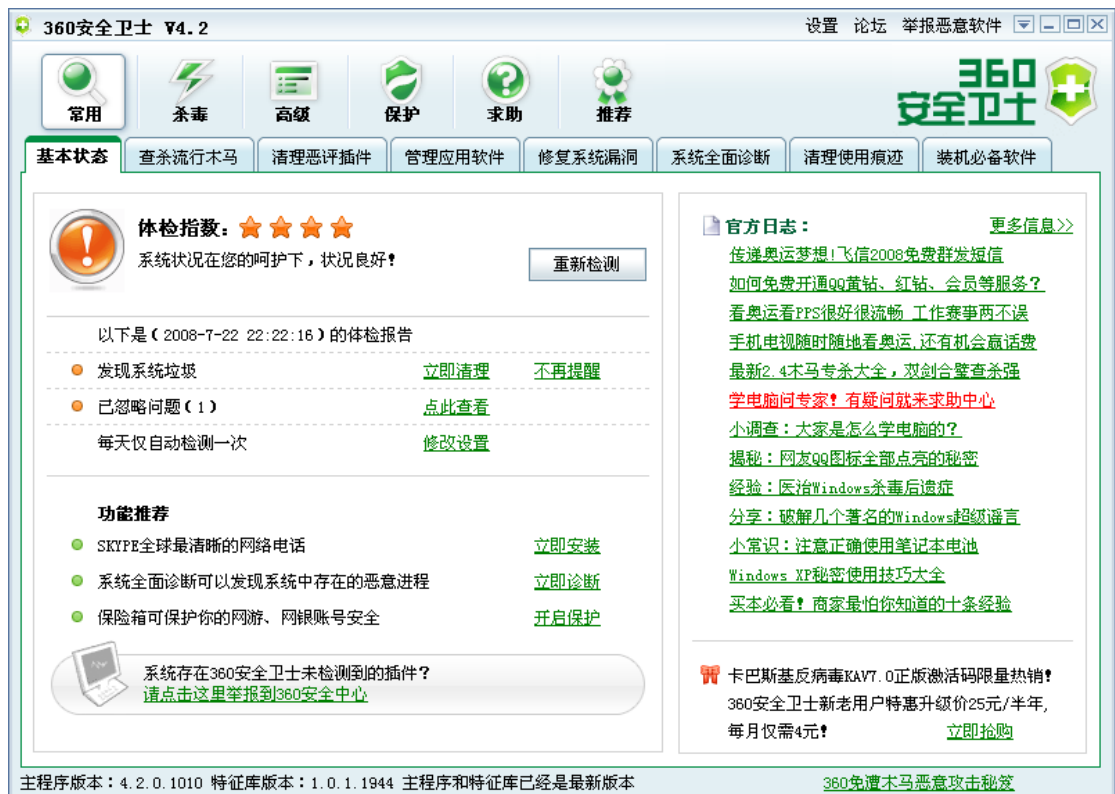 360安全卫士 V4.2
设置 论坛 举报恶意软件
常用 杀毒 高级 保护 求助 推荐
360
安全卫士
基本状态 查杀流行木马 清理恶评插件 管理应用软件 修复系统漏洞 系统全面诊断 清理使用痕迹 装机必备软件
体检指数:
系统状况在您的呵护下,状况良好!
重新检测
以下是(2008-7-22 22:22:16)的体检报告
发现系统垃圾 立即清理 不再提醒
已忽略问题(1) 点此查看
每天仅自动检测一次 修改设置
功能推荐
SKYPE全球最清晰的网络电话 立即安装
系统全面诊断可以发现系统中存在的恶意进程 立即诊断
保险箱可保护你的网游、网银账号安全 开启保护
系统存在360安全卫士未检测到的插件?
请点击这里举报到360安全中心
官方日志: 更多信息>>
传递奥运梦想!飞信2008免费群发短信
如何免费开通QQ黄钻、红钻、会员等服务?
看奥运看PPS很好很流畅 工作赛事两不误
手机电视随时随地看奥运,还有机会赢话费
最新2.4木马专杀大全,双剑合璧查杀强
学电脑问专家!有疑问就来求助中心
小调查:大家是怎么学电脑的?
揭秘:网友QQ图标全部点亮的秘密
经验:医治Windows杀毒后遗症
分享:破解几个著名的Windows超级谣言
小常识:注意正确使用笔记本电池
Windows XP秘密使用技巧大全
买本必看!商家最怕你知道的十条经验
卡巴斯基反病毒KAV7.0正版激活码限量热销!
360安全卫士新老用户特惠升级价25元/半年,
每月仅需4元! 立即抢购
主程序版本:4.2.0.1010 特征库版本:1.0.1.1944 主程序和特征库已经是最新版本
360免遭木马恶意攻击秘笈